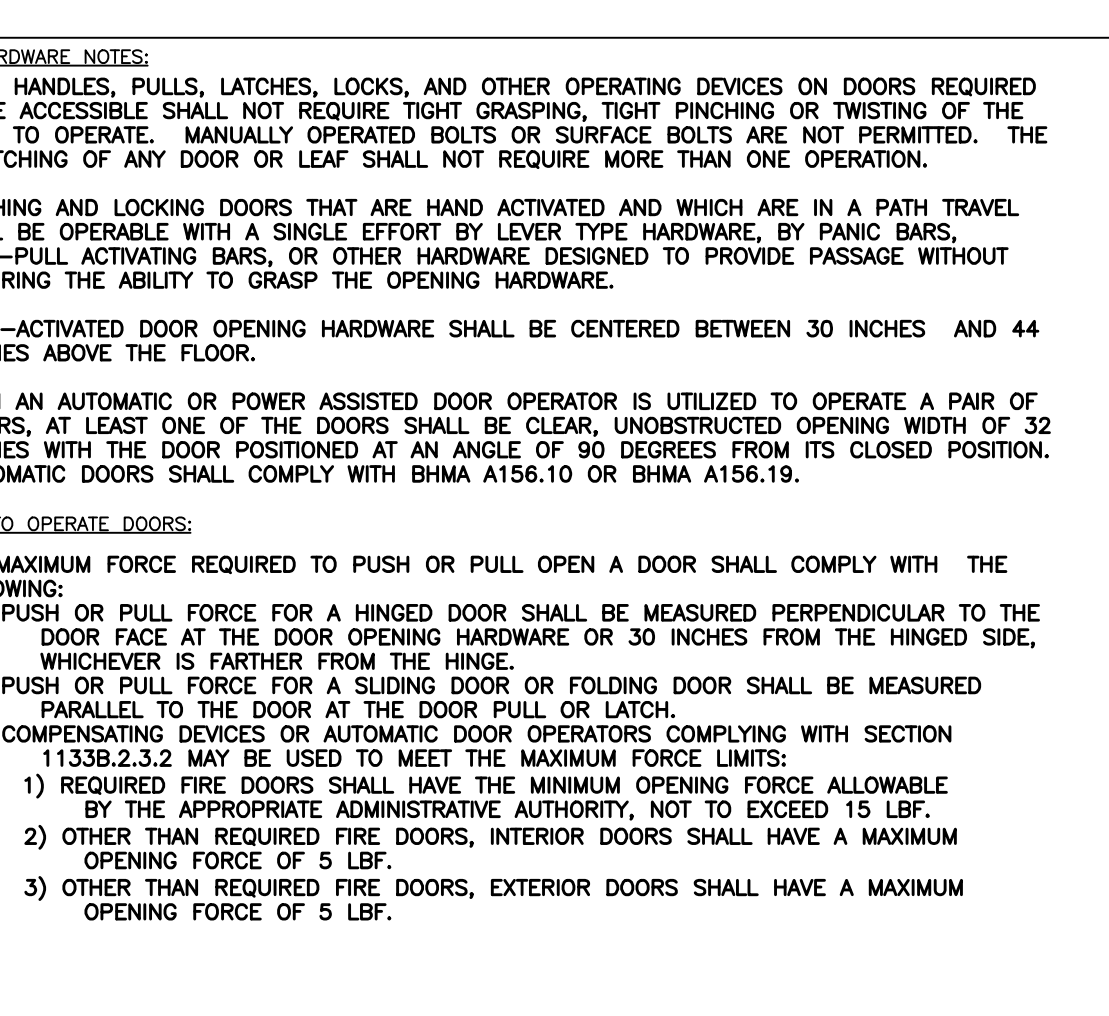 RDWARE NOTES:
HANDLES, PULLS, LATCHES, LOCKS, AND OTHER OPERATING DEVICES ON DOORS REQUIRED
E ACCESSIBLE SHALL NOT REQUIRE TIGHT GRASPING, TIGHT PINCHING OR TWISTING OF THE
TO OPERATE. MANUALLY OPERATED BOLTS OR SURFACE BOLTS ARE NOT PERMITTED. THE
TCHING OF ANY DOOR OR LEAF SHALL NOT REQUIRE MORE THAN ONE OPERATION.
HING AND LOCKING DOORS THAT ARE HAND ACTIVATED AND WHICH ARE IN A PATH TRAVEL
L BE OPERABLE WITH A SINGLE EFFORT BY LEVER TYPE HARDWARE, BY PANIC BARS,
-PULL ACTIVATING BARS, OR OTHER HARDWARE DESIGNED TO PROVIDE PASSAGE WITHOUT
RING THE ABILITY TO GRASP THE OPENING HARDWARE.
-ACTIVATED DOOR OPENING HARDWARE SHALL BE CENTERED BETWEEN 30 INCHES AND 44
ES ABOVE THE FLOOR.
AN AUTOMATIC OR POWER ASSISTED DOOR OPERATOR IS UTILIZED TO OPERATE A PAIR OF
RS, AT LEAST ONE OF THE DOORS SHALL BE CLEAR, UNOBSTRUCTED OPENING WIDTH OF 32
ES WITH THE DOOR POSITIONED AT AN ANGLE OF 90 DEGREES FROM ITS CLOSED POSITION.
OMATIC DOORS SHALL COMPLY WITH BHMA A156.10 OR BHMA A156.19.
TO OPERATE DOORS:
MAXIMUM FORCE REQUIRED TO PUSH OR PULL OPEN A DOOR SHALL COMPLY WITH THE
OWING:
PUSH OR PULL FORCE FOR A HINGED DOOR SHALL BE MEASURED PERPENDICULAR TO THE
DOOR FACE AT THE DOOR OPENING HARDWARE OR 30 INCHES FROM THE HINGED SIDE,
WHICHEVER IS FARTHER FROM THE HINGE.
PUSH OR PULL FORCE FOR A SLIDING DOOR OR FOLDING DOOR SHALL BE MEASURED
PARALLEL TO THE DOOR AT THE DOOR PULL OR LATCH.
COMPENSATING DEVICES OR AUTOMATIC DOOR OPERATORS COMPLYING WITH SECTION
1133B.2.3.2 MAY BE USED TO MEET THE MAXIMUM FORCE LIMITS:
1) REQUIRED FIRE DOORS SHALL HAVE THE MINIMUM OPENING FORCE ALLOWABLE
BY THE APPROPRIATE ADMINISTRATIVE AUTHORITY, NOT TO EXCEED 15 LBF.
2) OTHER THAN REQUIRED FIRE DOORS, INTERIOR DOORS SHALL HAVE A MAXIMUM
OPENING FORCE OF 5 LBF.
3) OTHER THAN REQUIRED FIRE DOORS, EXTERIOR DOORS SHALL HAVE A MAXIMUM
OPENING FORCE OF 5 LBF.